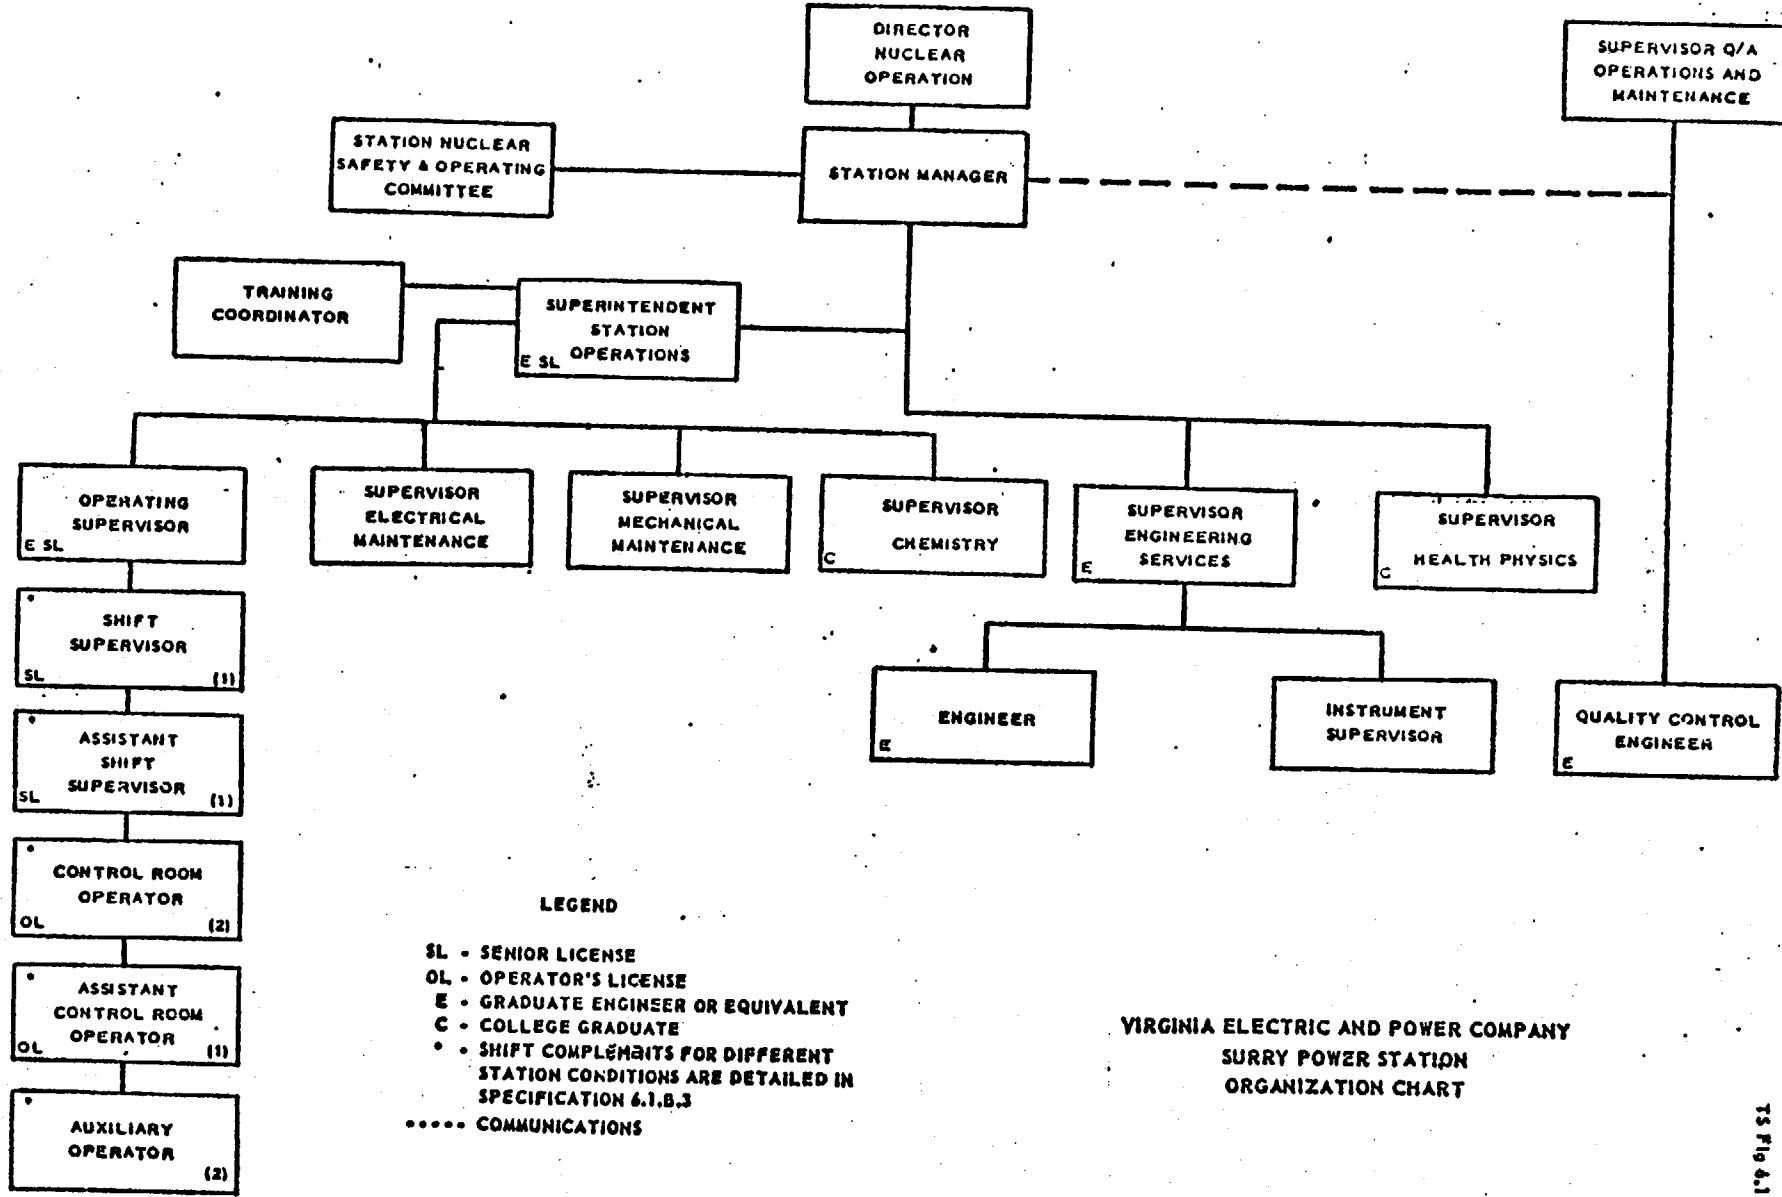 DIRECTOR
NUCLEAR
OPERATION
SUPERVISOR Q/A
OPERATIONS AND
MAINTENANCE
STATION NUCLEAR
SAFETY & OPERATING
COMMITTEE
STATION MANAGER
TRAINING
COORDINATOR
SUPERINTENDENT
STATION
OPERATIONS
E SL
OPERATING
SUPERVISOR
E SL
SUPERVISOR
ELECTRICAL
MAINTENANCE
SUPERVISOR
MECHANICAL
MAINTENANCE
SUPERVISOR
CHEMISTRY
C
SUPERVISOR
ENGINEERING
SERVICES
E
SUPERVISOR
HEALTH PHYSICS
C
*
SHIFT
SUPERVISOR
SL (1)
ENGINEER
E
INSTRUMENT
SUPERVISOR
QUALITY CONTROL
ENGINEER
E
*
ASSISTANT
SHIFT
SUPERVISOR
SL (1)
*
CONTROL ROOM
OPERATOR
OL (2)
*
ASSISTANT
CONTROL ROOM
OPERATOR
OL (1)
*
AUXILIARY
OPERATOR
(2)
LEGEND
SL - SENIOR LICENSE
OL - OPERATOR'S LICENSE
E - GRADUATE ENGINEER OR EQUIVALENT
C - COLLEGE GRADUATE
* - SHIFT COMPLEMAITS FOR DIFFERENT
STATION CONDITIONS ARE DETAILED IN
SPECIFICATION 6.1.B.3
••••• COMMUNICATIONS
VIRGINIA ELECTRIC AND POWER COMPANY
SURRY POWER STATION
ORGANIZATION CHART
TS Fig 6.1